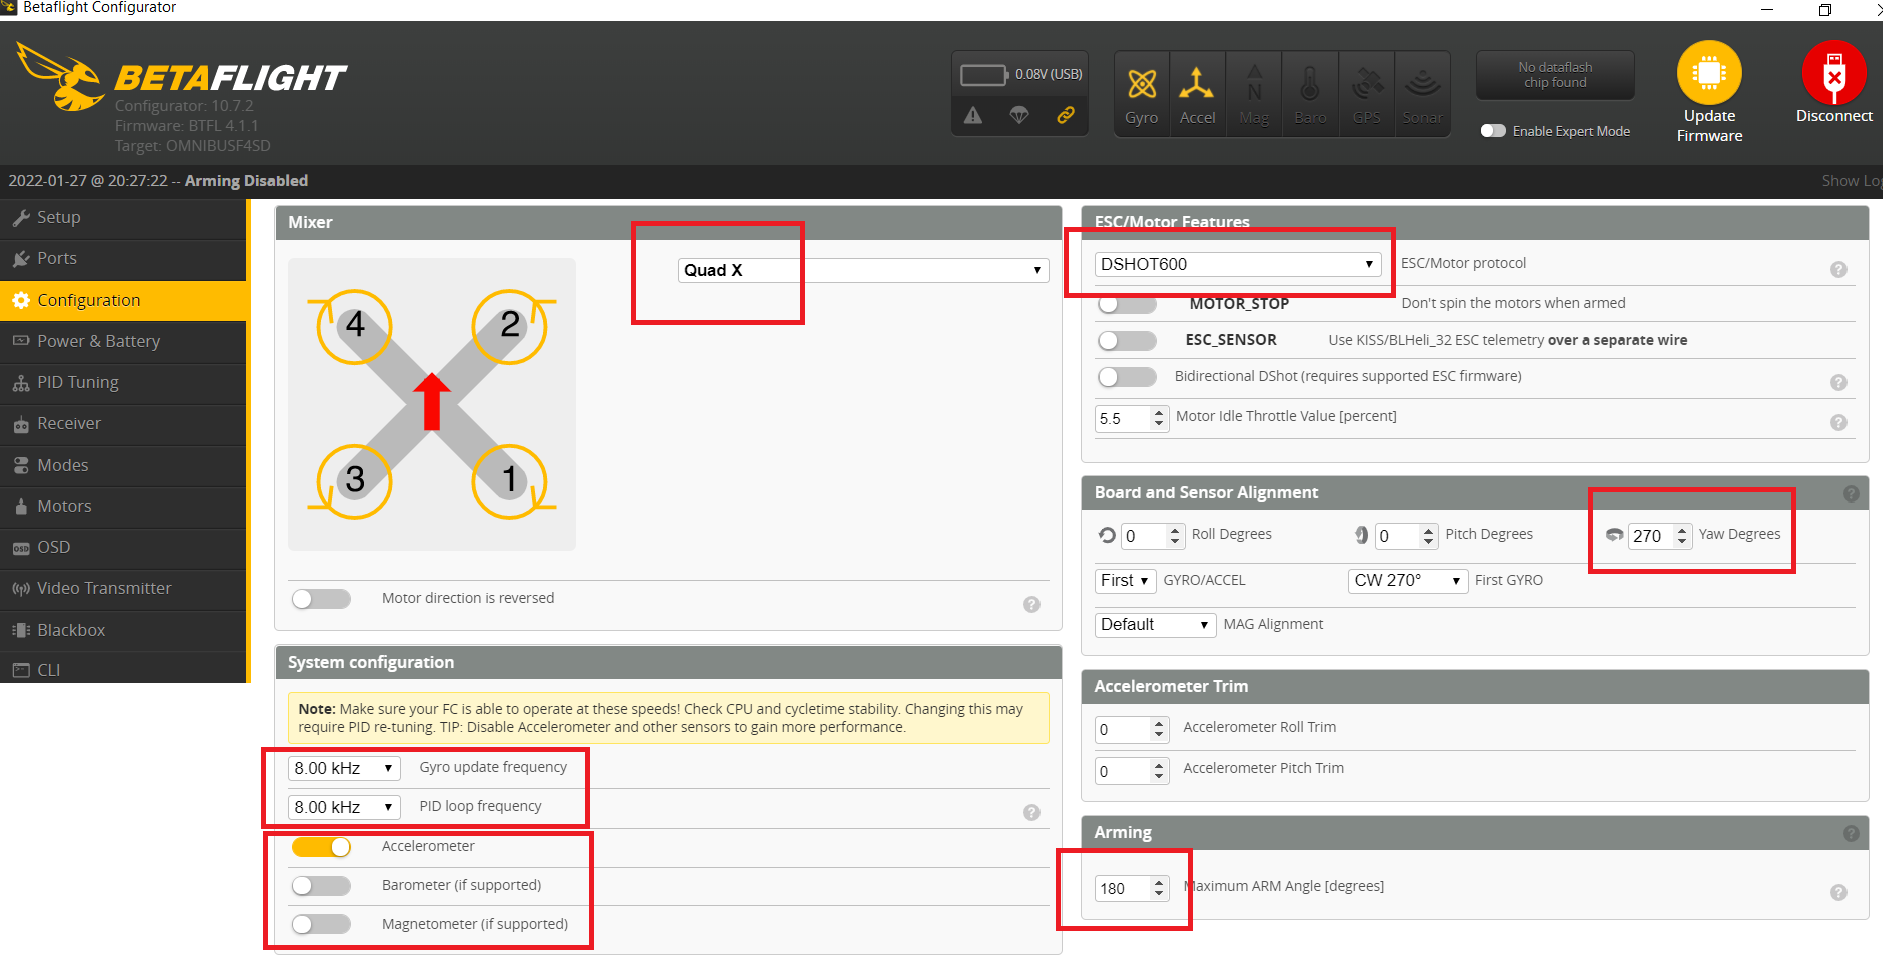 Betaflight Configurator
BETAFLIGHT
Configurator: 10.7.2
Firmware: BTFL 4.1.1
Target: OMNIBUSF4SD
0.08V (USB)
Gyro
Accel
N
Mag
Baro
GPS
Sonar
No dataflash
chip found
Enable Expert Mode
Update
Firmware
Disconnect
2022-01-27 @ 20:27:22 -- Arming Disabled
Show Log
Setup
Ports
Configuration
Power & Battery
PID Tuning
Receiver
Modes
Motors
OSD OSD
Video Transmitter
Blackbox
CLI
Mixer
Quad X
4 2
3 1
Motor direction is reversed
?
System configuration
Note: Make sure your FC is able to operate at these speeds! Check CPU and cycletime stability. Changing this may
require PID re-tuning. TIP: Disable Accelerometer and other sensors to gain more performance.
8.00 kHz Gyro update frequency
8.00 kHz PID loop frequency ?
Accelerometer
Barometer (if supported)
Magnetometer (if supported)
ESC/Motor Features
DSHOT600 ESC/Motor protocol ?
MOTOR_STOP Don't spin the motors when armed
ESC_SENSOR Use KISS/BLHeli_32 ESC telemetry over a separate wire
Bidirectional DShot (requires supported ESC firmware) ?
5.5 Motor Idle Throttle Value [percent] ?
Board and Sensor Alignment ?
0 Roll Degrees 0 Pitch Degrees 270 Yaw Degrees
First GYRO/ACCEL CW 270° First GYRO
Default MAG Alignment
Accelerometer Trim
0 Accelerometer Roll Trim
0 Accelerometer Pitch Trim
Arming ?
180 Maximum ARM Angle [degrees] ?